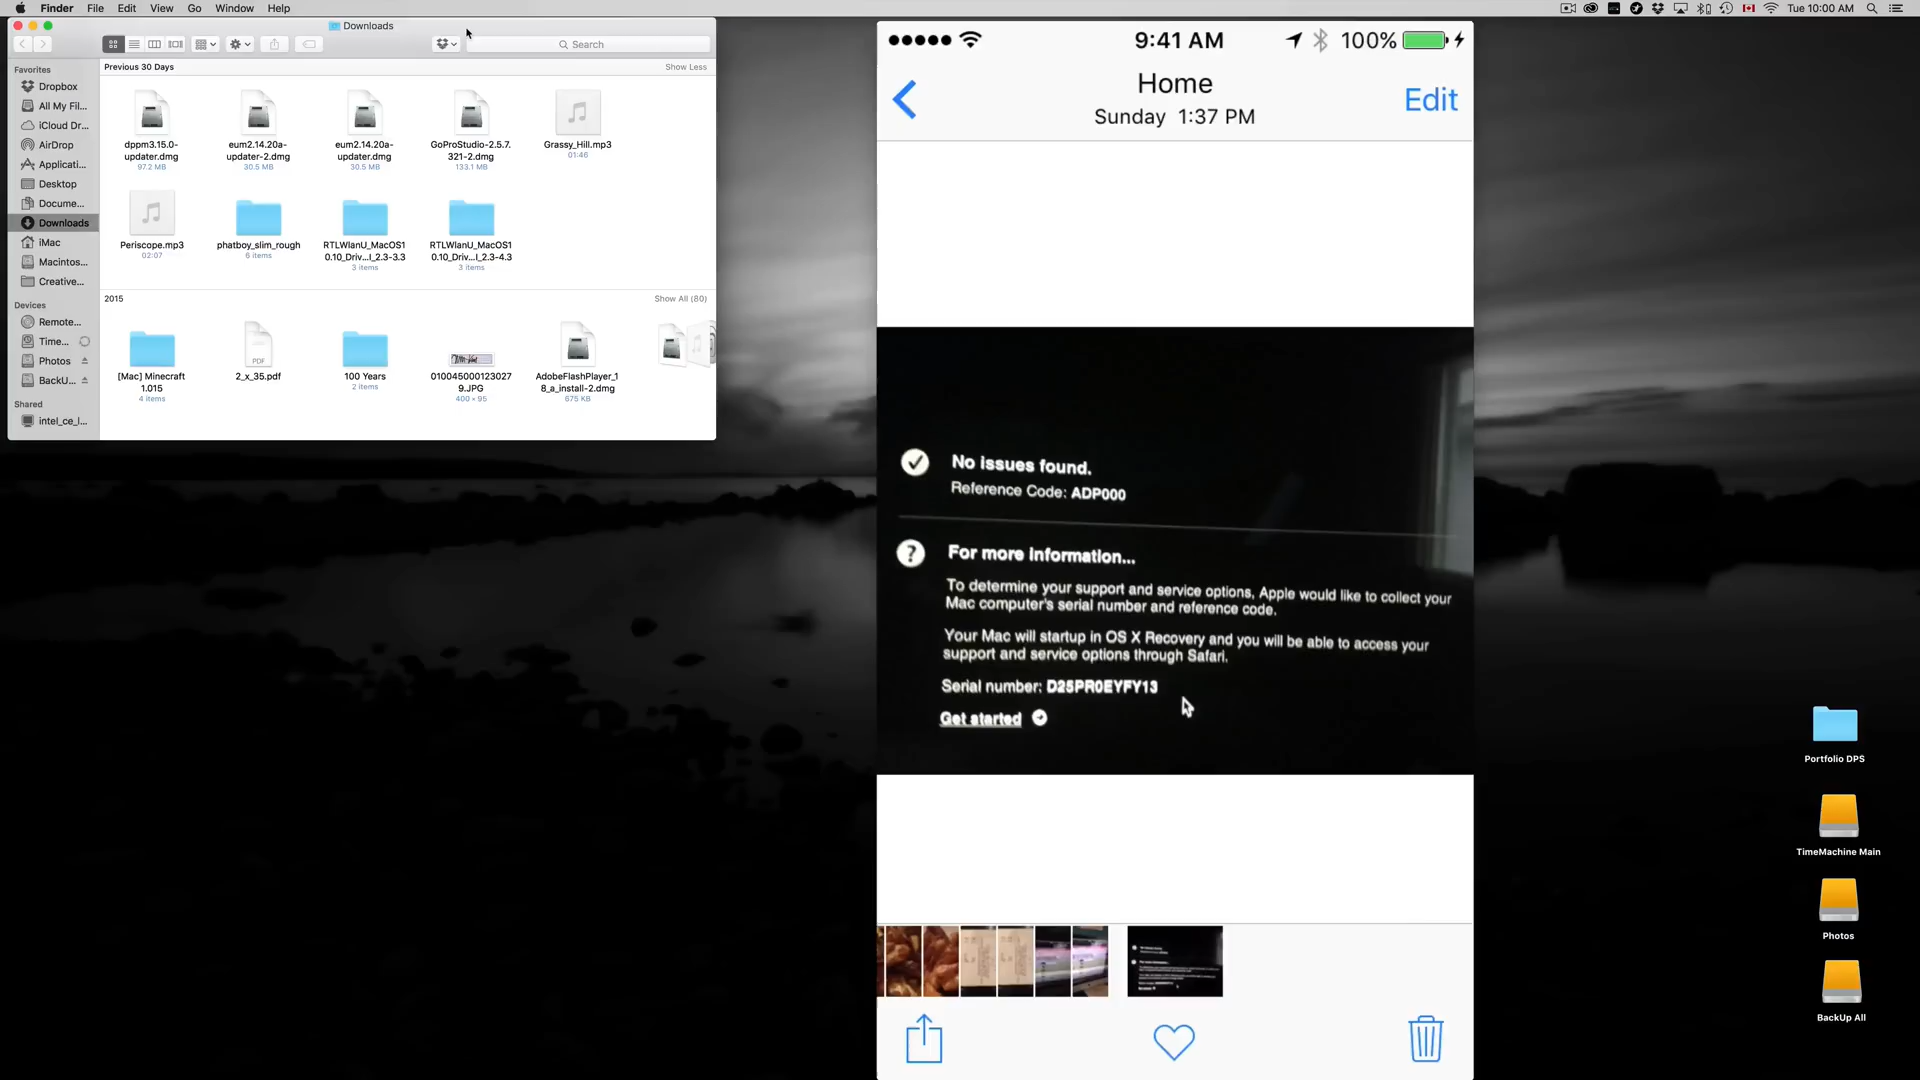 Finder File Edit View Go Window Help
Tue 10:00 AM
Downloads
Search
Favorites
Dropbox
All My Fil...
iCloud Dr...
AirDrop
Applicati...
Desktop
Docume...
Downloads
iMac
Macintos...
Creative...
Devices
Remote...
Time...
Photos
BackU...
Shared
intel_ce_l...
Previous 30 Days Show Less
dppm3.15.0-
updater.dmg
97.2 MB
eum2.14.20a-
updater-2.dmg
30.5 MB
eum2.14.20a-
updater.dmg
30.5 MB
GoProStudio-2.5.7.
321-2.dmg
133.1 MB
Grassy_Hill.mp3
01:46
Periscope.mp3
02:07
phatboy_slim_rough
6 items
RTLWlanU_MacOS1
0.10_Driv...I_2.3-3.3
3 items
RTLWlanU_MacOS1
0.10_Driv...I_2.3-4.3
3 items
2015 Show All (80)
[Mac] Minecraft
1.015
4 items
PDF
2_x_35.pdf
100 Years
2 items
010045000123027
9.JPG
400 × 95
AdobeFlashPlayer_1
8_a_install-2.dmg
675 KB
9:41 AM 100%
Home
Sunday 1:37 PM
Edit
No issues found.
Reference Code: ADP000
For more information...
To determine your support and service options, Apple would like to collect your
Mac computer's serial number and reference code.
Your Mac will startup in OS X Recovery and you will be able to access your
support and service options through Safari.
Serial number: D25PR0EYFY13
Get started
Portfolio DPS
TimeMachine Main
Photos
BackUp All